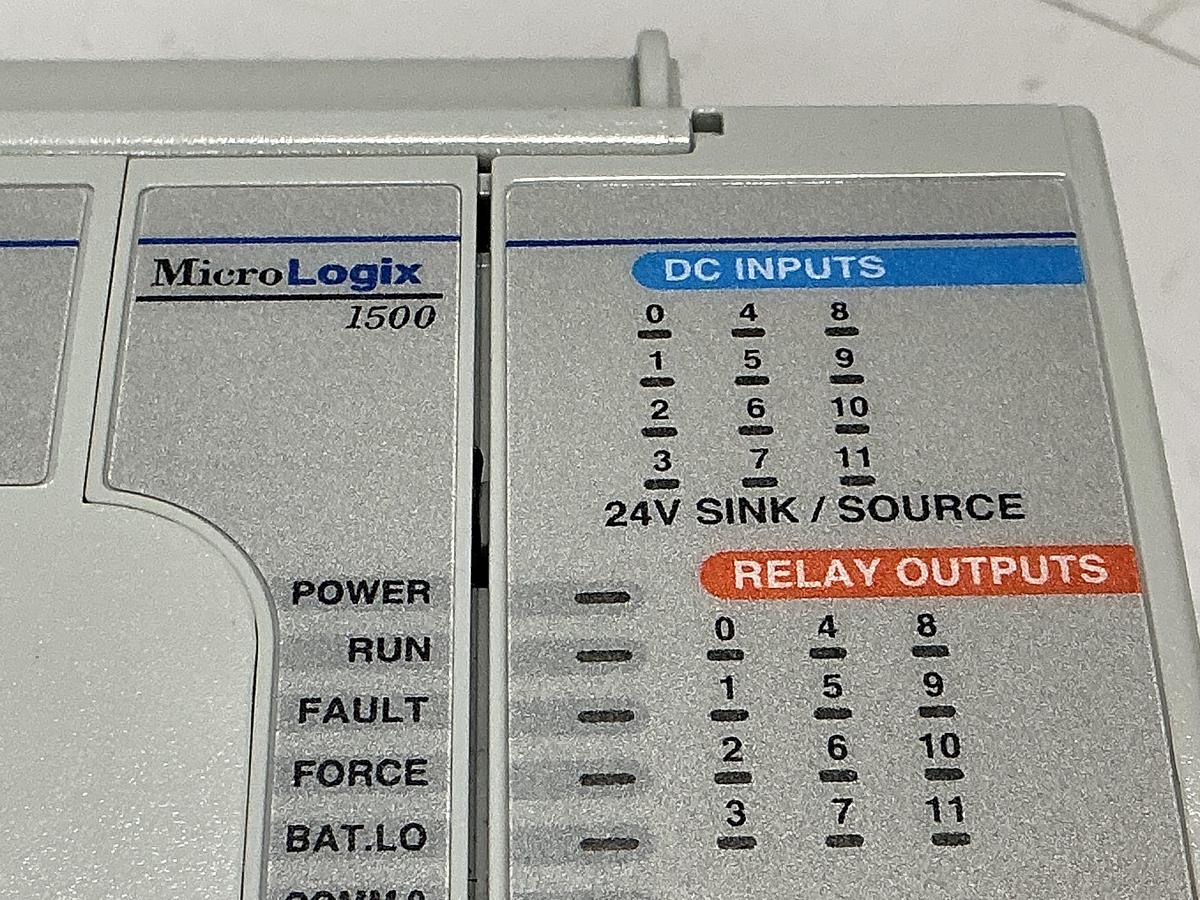 MicroLogix
1500
POWER
RUN
FAULT
FORCE
BAT.LO
DC INPUTS
0 4 8
1 5 9
2 6 10
3 7 11
24V SINK / SOURCE
RELAY OUTPUTS
0 4 8
1 5 9
2 6 10
3 7 11